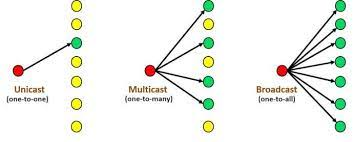 Unicast
(one-to-one)
Multicast
(one-to-many)
Broadcast
(one-to-all)